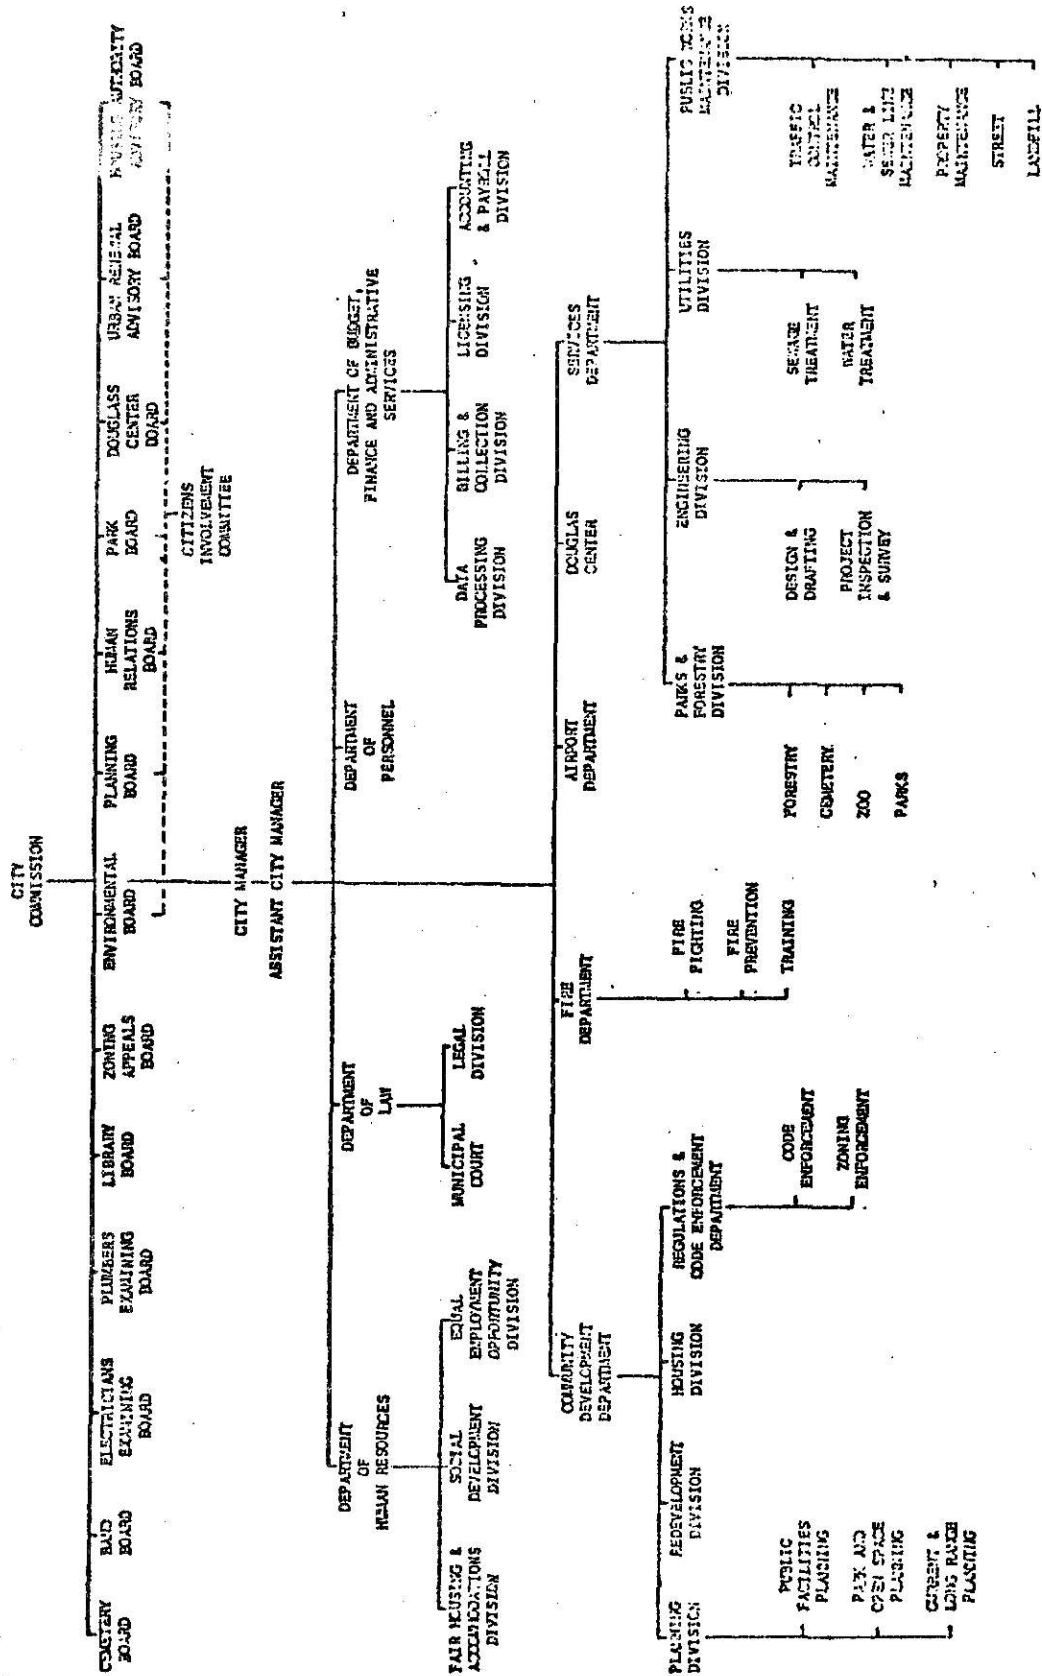 CITY
COMMISSION
CEMETERY
BOARD
BAND
BOARD
ELECTRICIANS
EXAMINING
BOARD
PLUMBERS
EXAMINING
BOARD
LIBRARY
BOARD
ZONING
APPEALS
BOARD
ENVIRONMENTAL
BOARD
PLANNING
BOARD
HUMAN
RELATIONS
BOARD
PARK
BOARD
DOUGLASS
CENTER
BOARD
URBAN RENEWAL
ADVISORY BOARD
HOUSING AUTHORITY
ADVISORY BOARD
CITIZENS
INVOLVEMENT
COMMITTEE
CITY MANAGER
ASSISTANT CITY MANAGER
DEPARTMENT
OF
HUMAN RESOURCES
DEPARTMENT
OF
LAW
DEPARTMENT
OF
PERSONNEL
DEPARTMENT OF BUDGET,
FINANCE AND ADMINISTRATIVE
SERVICES
FAIR HOUSING &
ACCOMODATIONS
DIVISION
SOCIAL
DEVELOPMENT
DIVISION
EQUAL
EMPLOYMENT
OPPORTUNITY
DIVISION
MUNICIPAL
COURT
LEGAL
DIVISION
DATA
PROCESSING
DIVISION
BILLING &
COLLECTION
DIVISION
LICENSING
DIVISION
ACCOUNTING
& PAYROLL
DIVISION
COMMUNITY
DEVELOPMENT
DEPARTMENT
FIRE
DEPARTMENT
AIRPORT
DEPARTMENT
DOUGLAS
CENTER
SERVICES
DEPARTMENT
PLANNING
DIVISION
REDEVELOPMENT
DIVISION
HOUSING
DIVISION
REGULATIONS &
CODE ENFORCEMENT
DEPARTMENT
FIRE
FIGHTING
FIRE
PREVENTION
TRAINING
PARKS &
FORESTRY
DIVISION
ENGINEERING
DIVISION
UTILITIES
DIVISION
PUBLIC WORKS
MAINTENANCE
DIVISION
PUBLIC
FACILITIES
PLANNING
PARK AND
OPEN SPACE
PLANNING
CURRENT &
LONG RANGE
PLANNING
CODE
ENFORCEMENT
ZONING
ENFORCEMENT
FORESTRY
CEMETERY
ZOO
PARKS
DESIGN &
DRAFTING
PROJECT
INSPECTION
& SURVEY
SEWAGE
TREATMENT
WATER
TREATMENT
TRAFFIC
CONTROL
MAINTENANCE
WATER &
SEWER LINE
MAINTENANCE
PROPERTY
MAINTENANCE
STREET
LANDFILL